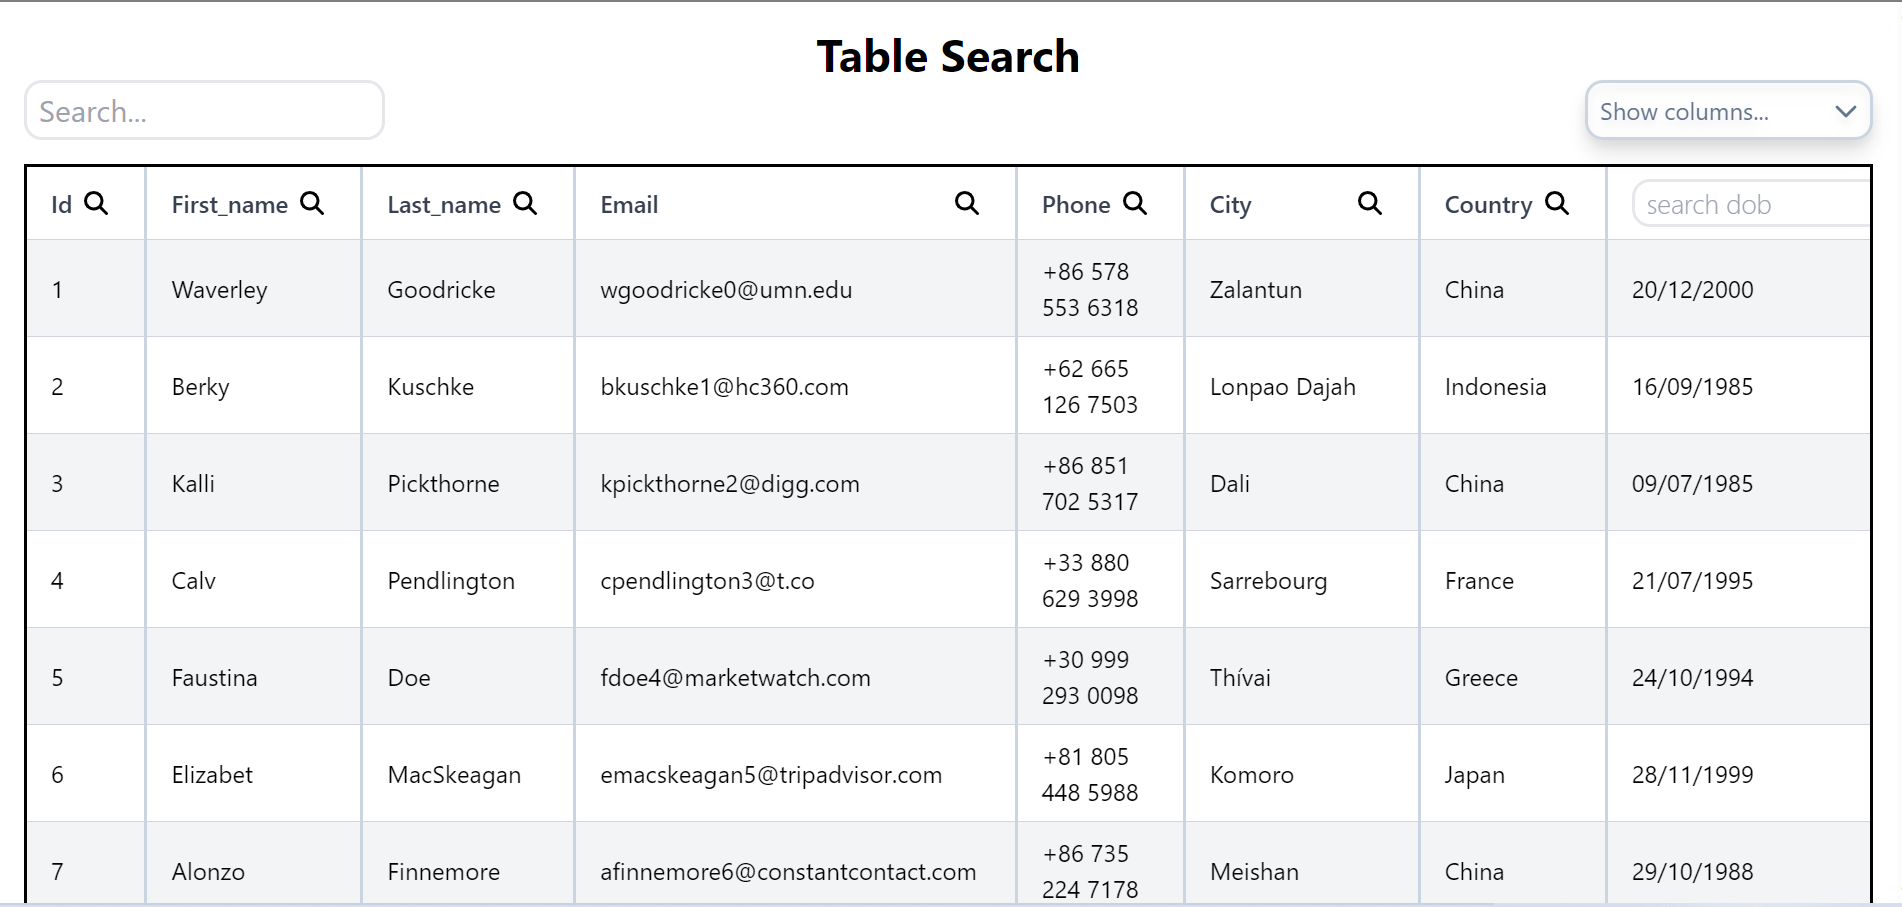 Table Search
Search...
Show columns...
Id First_name Last_name Email Phone City Country search dob
1 Waverley Goodricke wgoodricke0@umn.edu +86 578 553 6318 Zalantun China 20/12/2000
2 Berky Kuschke bkuschke1@hc360.com +62 665 126 7503 Lonpao Dajah Indonesia 16/09/1985
3 Kalli Pickthorne kpickthorne2@digg.com +86 851 702 5317 Dali China 09/07/1985
4 Calv Pendlington cpendlington3@t.co +33 880 629 3998 Sarrebourg France 21/07/1995
5 Faustina Doe fdoe4@marketwatch.com +30 999 293 0098 Thívai Greece 24/10/1994
6 Elizabet MacSkeagan emacskeagan5@tripadvisor.com +81 805 448 5988 Komoro Japan 28/11/1999
7 Alonzo Finnemore afinnemore6@constantcontact.com +86 735 224 7178 Meishan China 29/10/1988